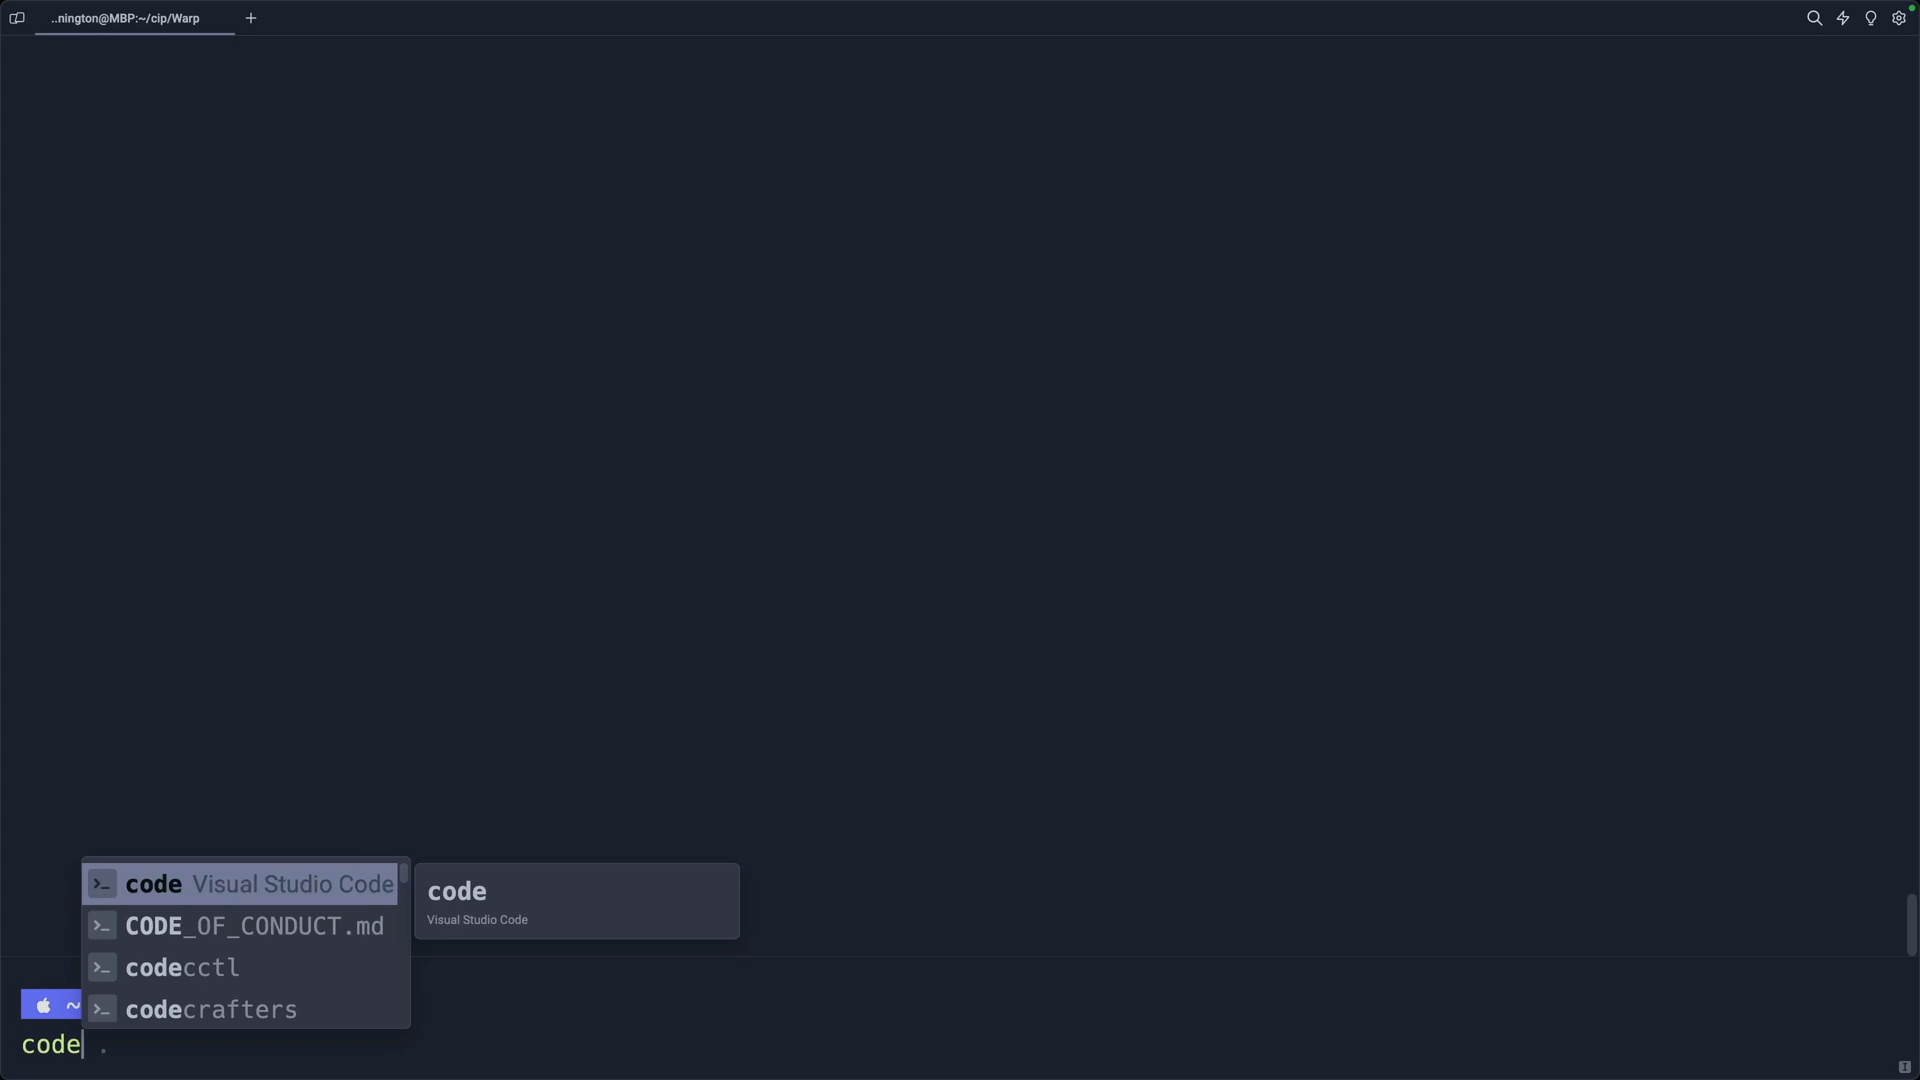 ..nington@MBP:~/cip/Warp
code Visual Studio Code
CODE_OF_CONDUCT.md
codecctl
codecrafters
code
Visual Studio Code
~
code .